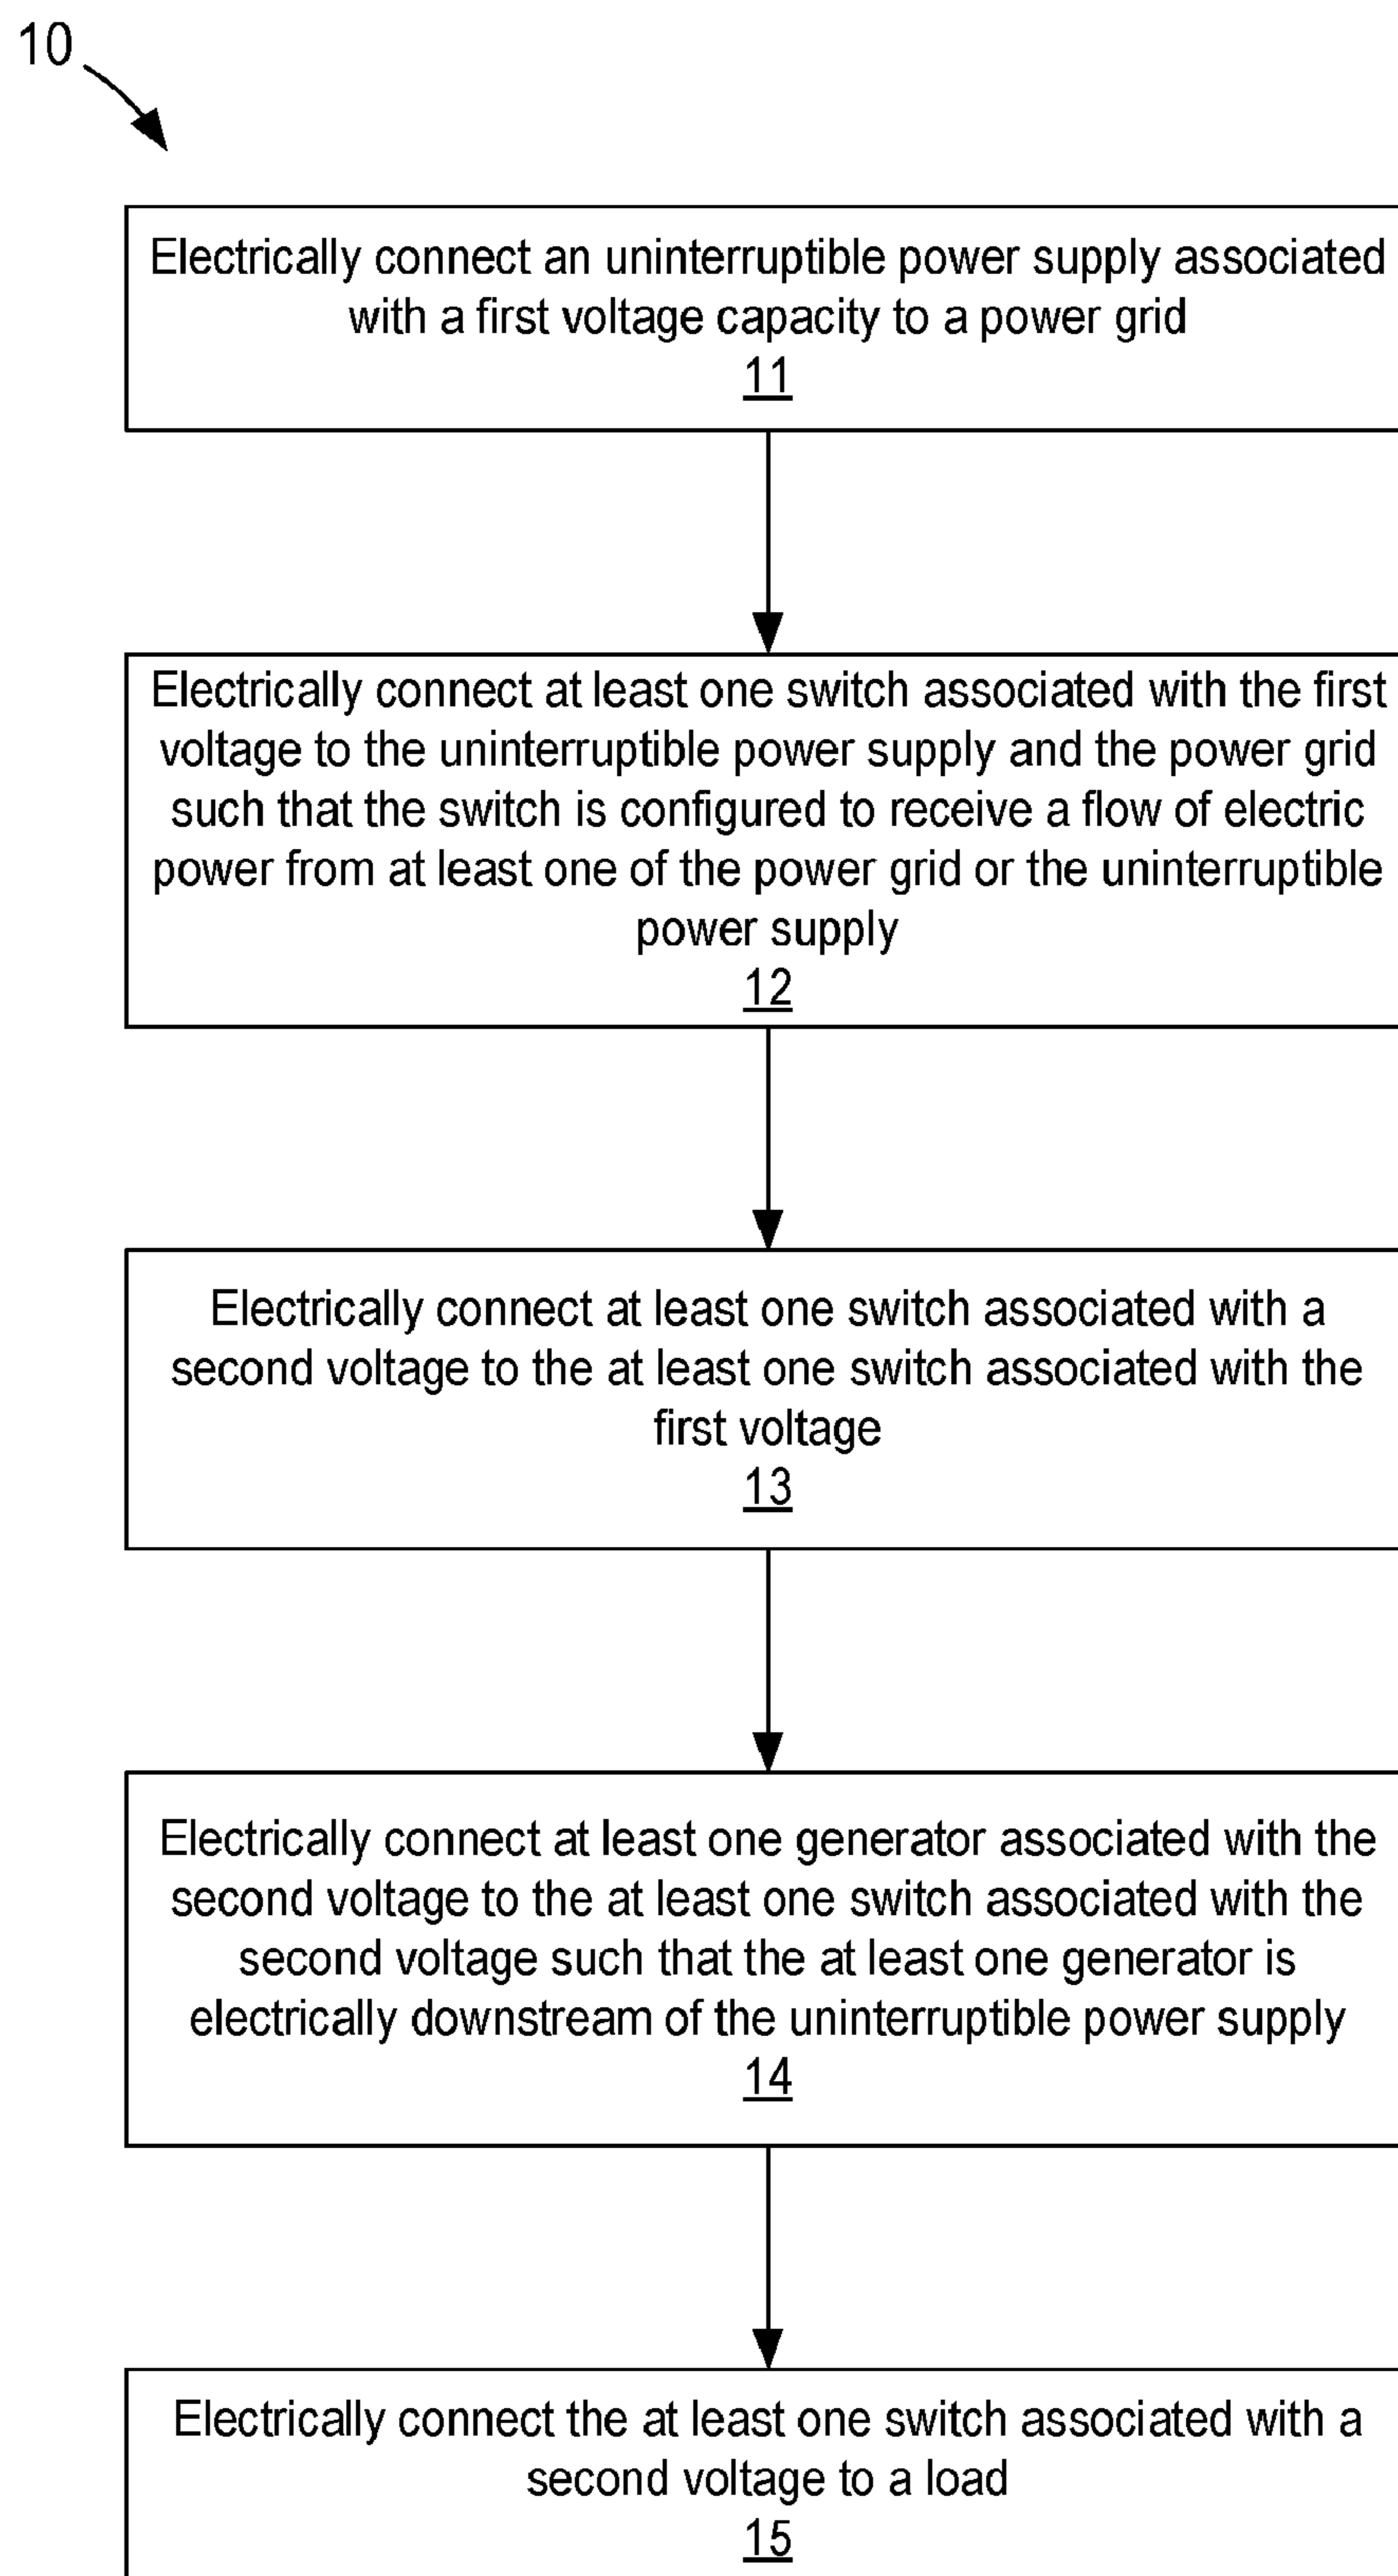 10
Electrically connect an uninterruptible power supply associated
with a first voltage capacity to a power grid
11
Electrically connect at least one switch associated with the first
voltage to the uninterruptible power supply and the power grid
such that the switch is configured to receive a flow of electric
power from at least one of the power grid or the uninterruptible
power supply
12
Electrically connect at least one switch associated with a
second voltage to the at least one switch associated with the
first voltage
13
Electrically connect at least one generator associated with the
second voltage to the at least one switch associated with the
second voltage such that the at least one generator is
electrically downstream of the uninterruptible power supply
14
Electrically connect the at least one switch associated with a
second voltage to a load
15